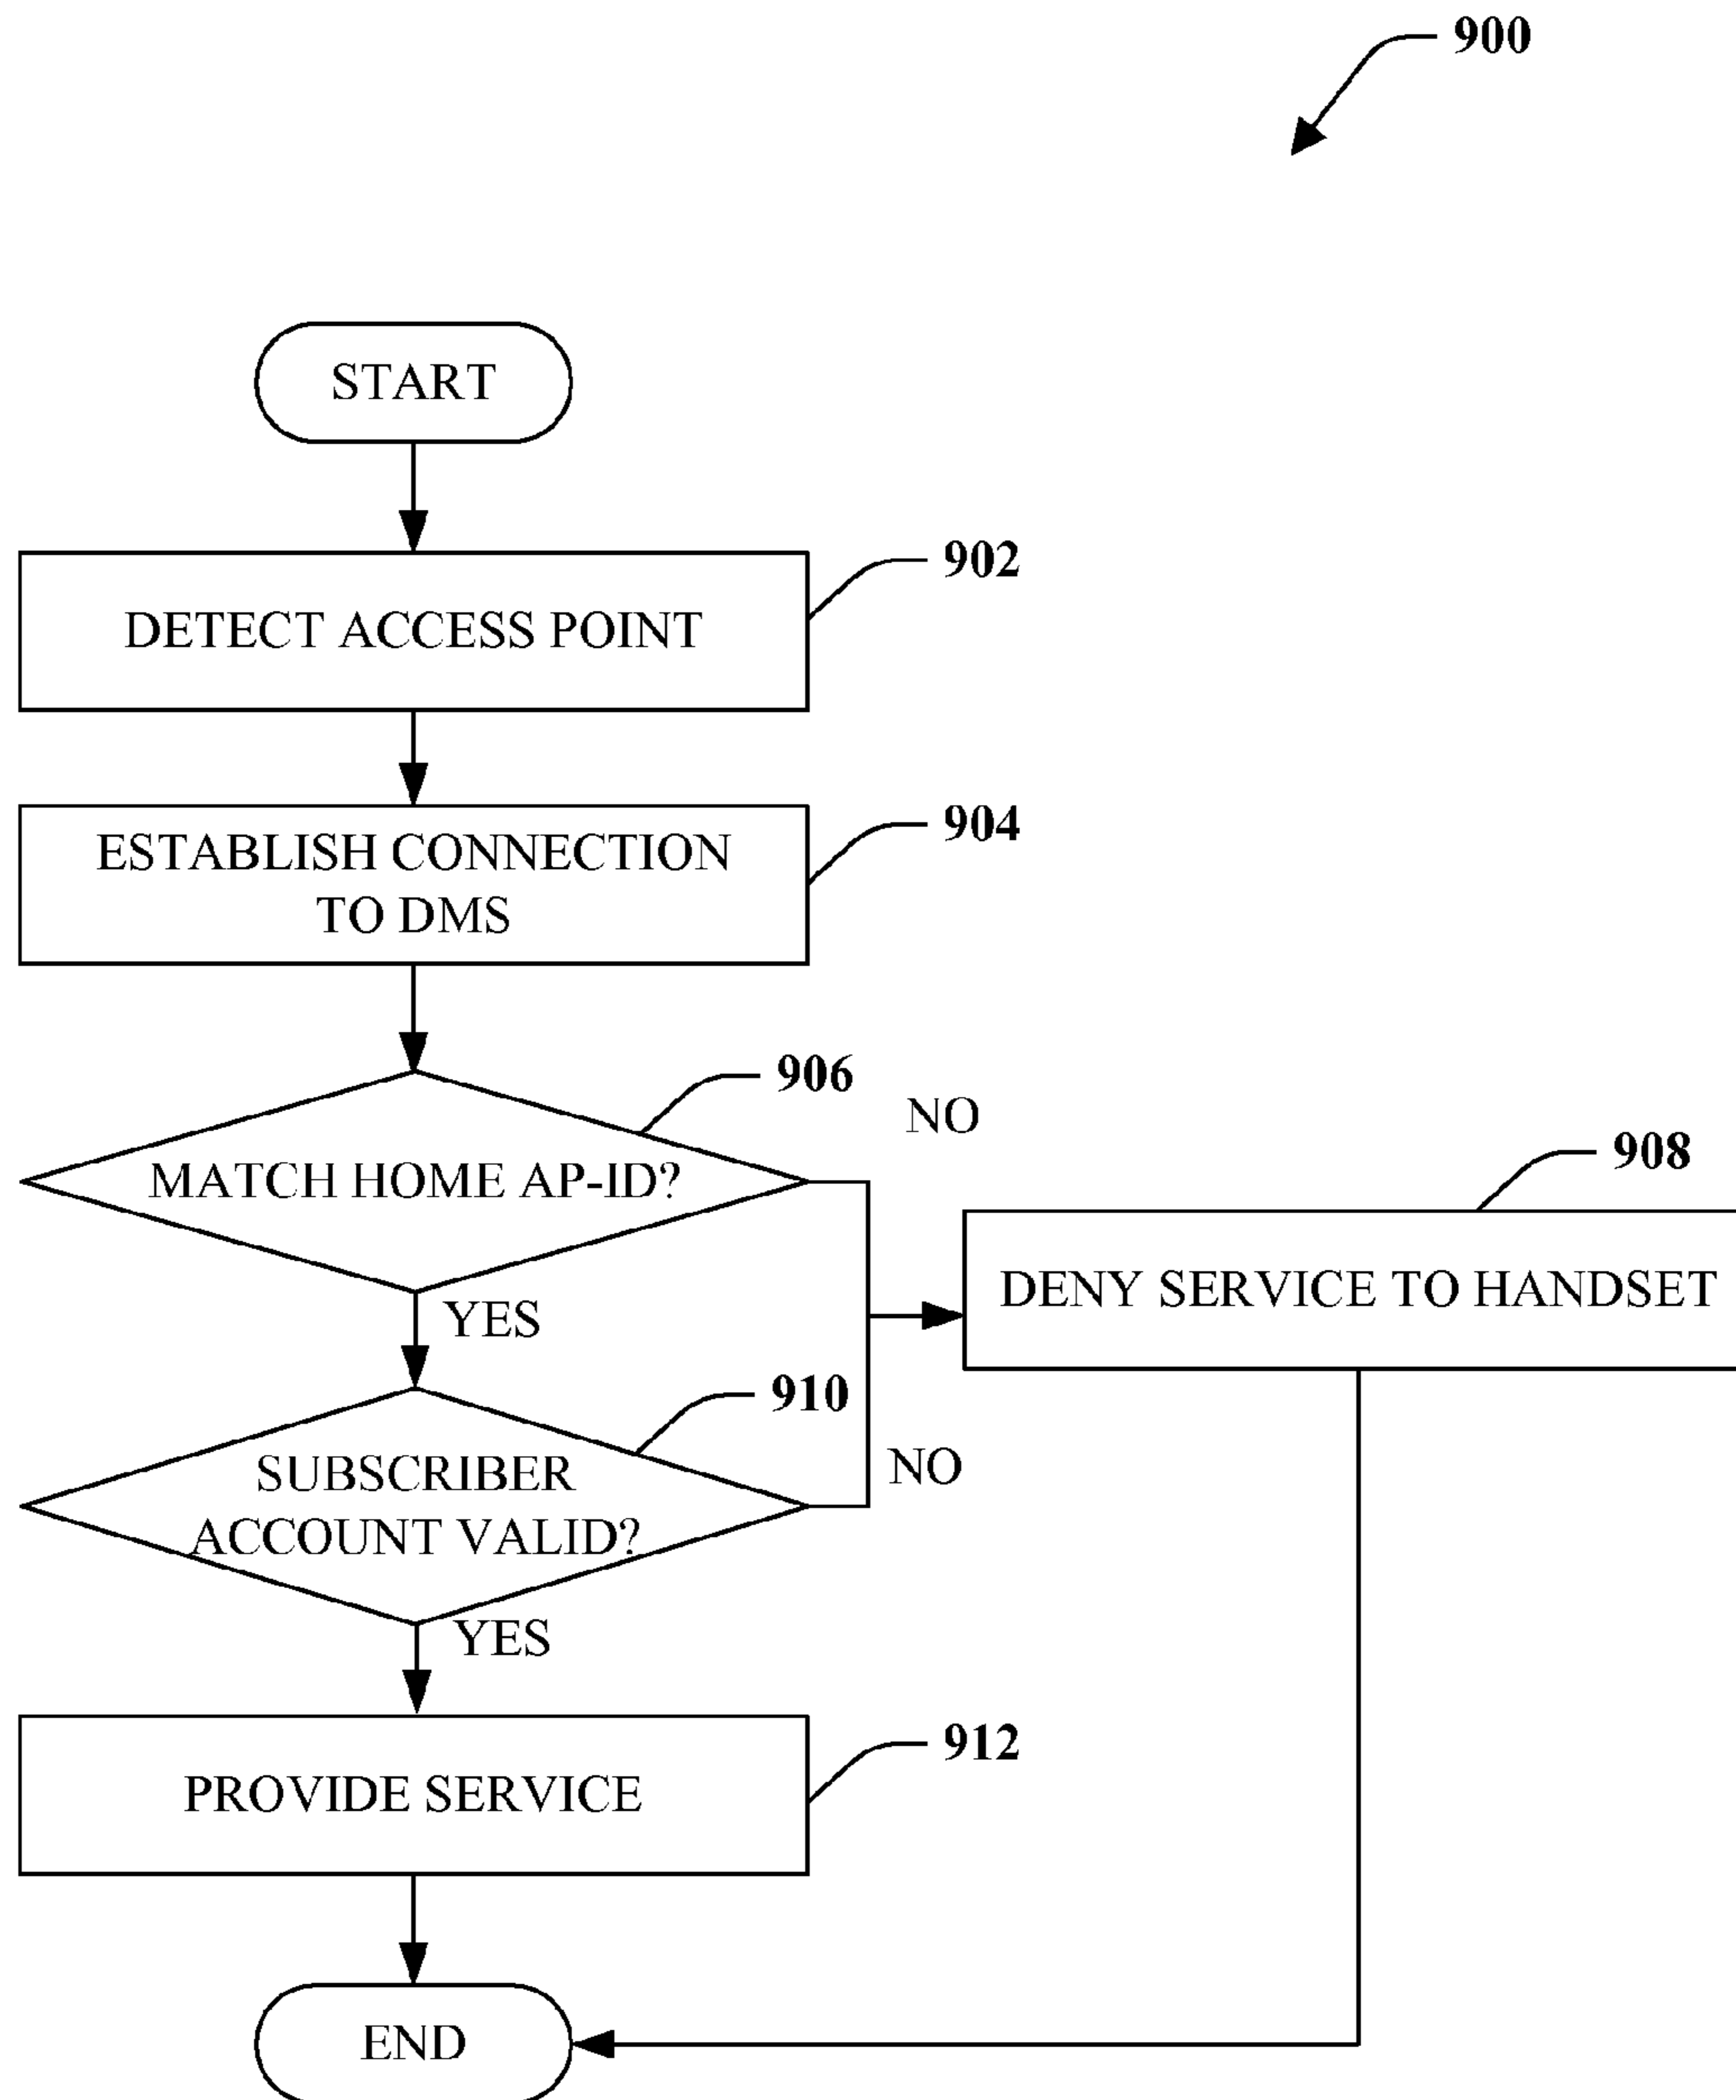 900
START
902
DETECT ACCESS POINT
904
ESTABLISH CONNECTION
TO DMS
906
NO
MATCH HOME AP-ID?
908
DENY SERVICE TO HANDSET
YES
910
SUBSCRIBER
ACCOUNT VALID?
NO
YES
912
PROVIDE SERVICE
END